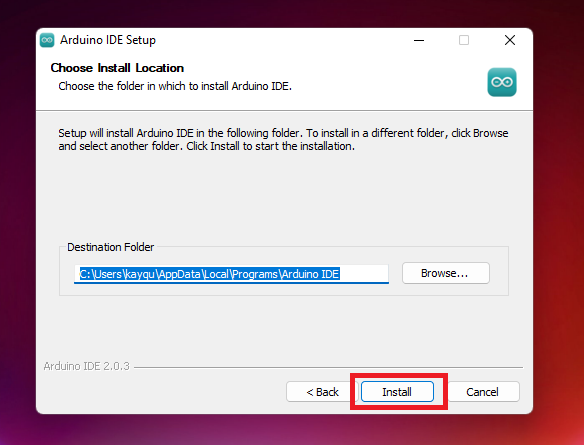 Arduino IDE Setup
Choose Install Location
Choose the folder in which to install Arduino IDE.
Setup will install Arduino IDE in the following folder. To install in a different folder, click Browse
and select another folder. Click Install to start the installation.
Destination Folder
C:\Users\kayqu\AppData\Local\Programs\Arduino IDE
Browse...
Arduino IDE 2.0.3
< Back
Install
Cancel